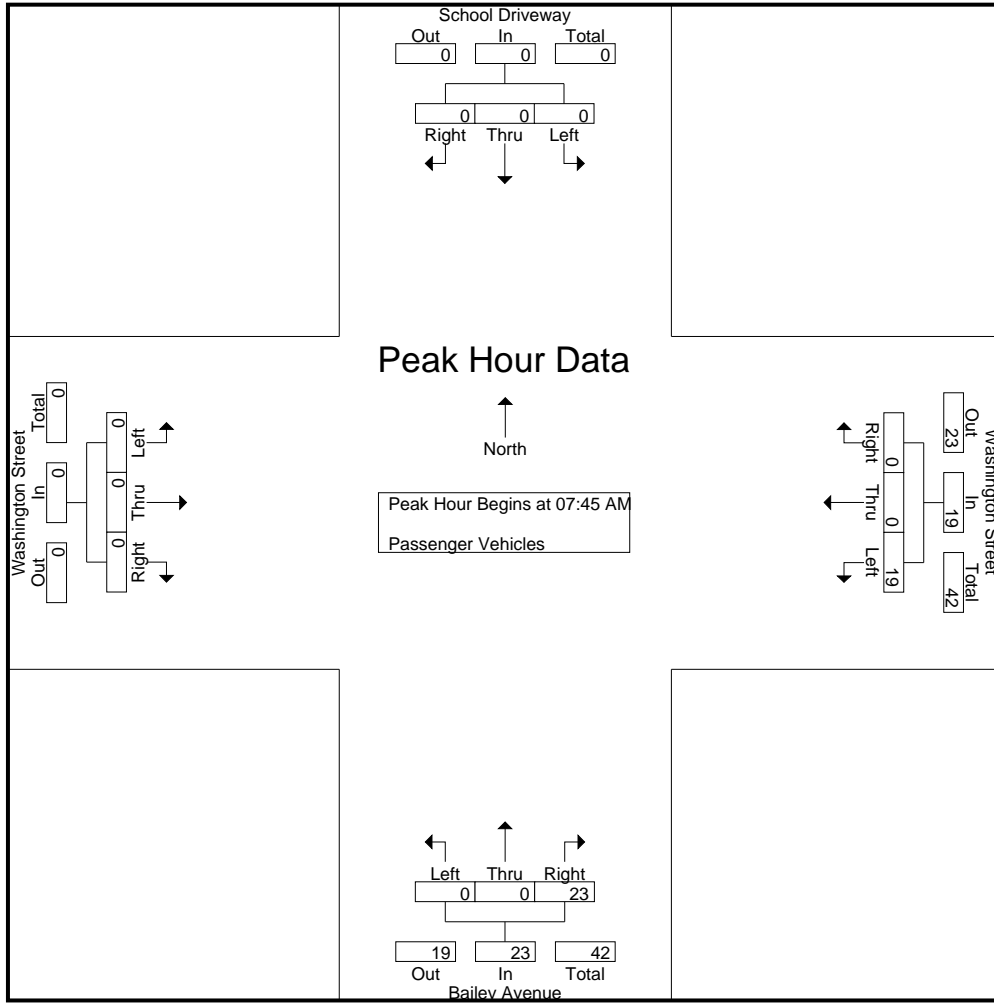 School Driveway
Out In Total
0 0 0
0 0 0
Right Thru Left
Peak Hour Data
North
Peak Hour Begins at 07:45 AM
Passenger Vehicles
Washington Street
Total In Out
0 0 0
0 0 0
Left Thru Right
Right Thru Left
0 0 19
23 19 42
Out In Total
Washington Street
Left Thru Right
0 0 23
19 23 42
Out In Total
Bailey Avenue